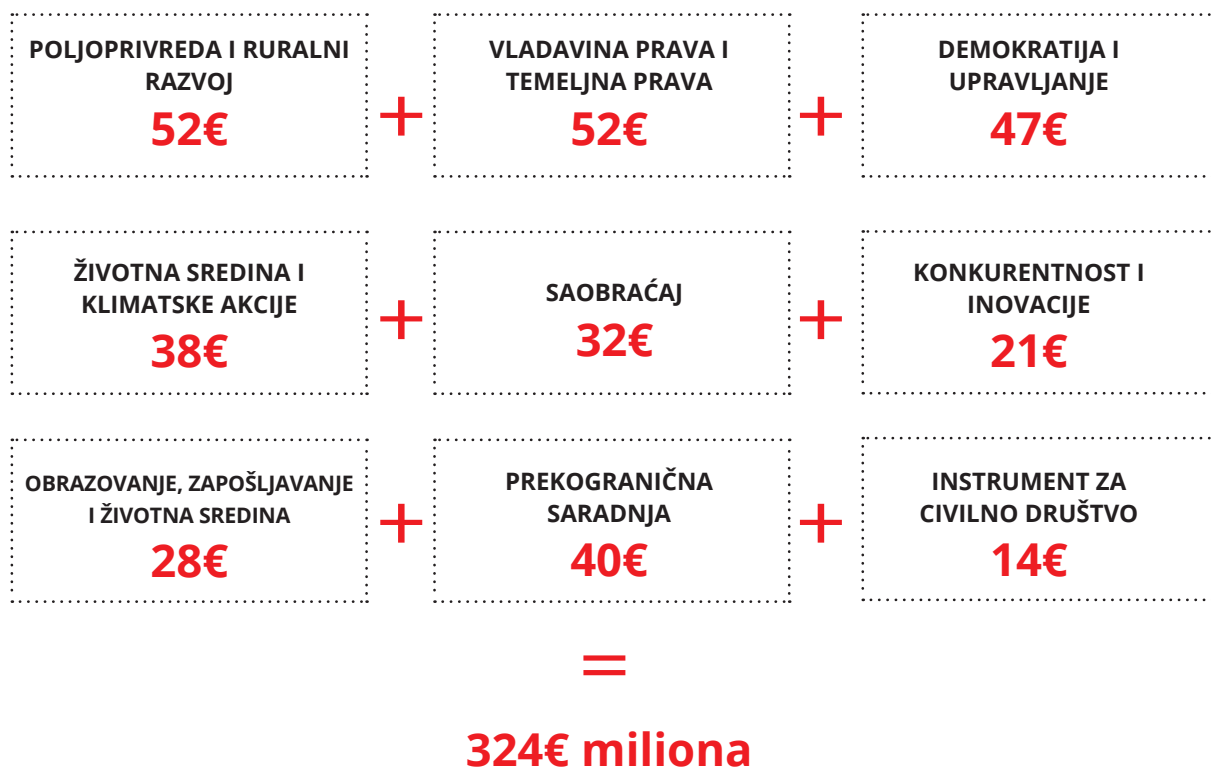 POLJOPRIVREDA I RURALNI
RAZVOJ
52€
+
VLADAVINA PRAVA I
TEMELJNA PRAVA
52€
+
DEMOKRATIJA I
UPRAVLJANJE
47€
ŽIVOTNA SREDINA I
KLIMATSKE AKCIJE
38€
+
SAOBRAĆAJ
32€
+
KONKURENTNOST I
INOVACIJE
21€
OBRAZOVANJE, ZAPOŠLJAVANJE
I ŽIVOTNA SREDINA
28€
+
PREKOGRANIČNA
SARADNJA
40€
+
INSTRUMENT ZA
CIVILNO DRUŠTVO
14€
=
324€ miliona